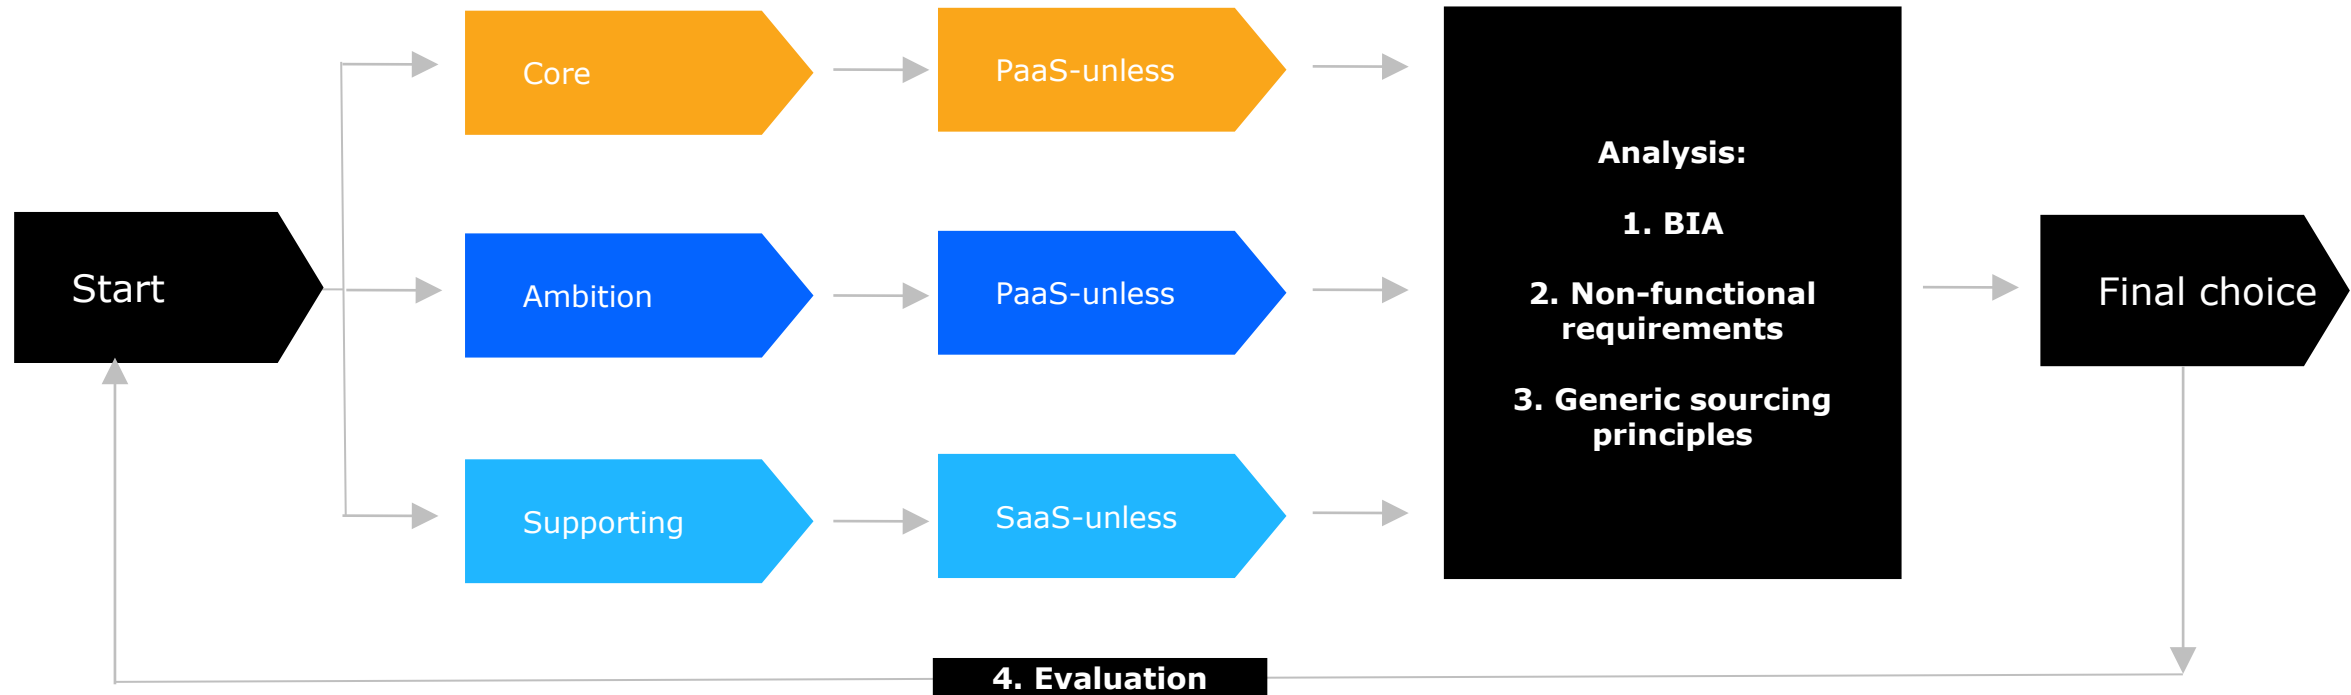 Start
Core
PaaS-unless
Ambition
PaaS-unless
Supporting
SaaS-unless
Analysis:
1. BIA
2. Non-functional
requirements
3. Generic sourcing
principles
Final choice
4. Evaluation